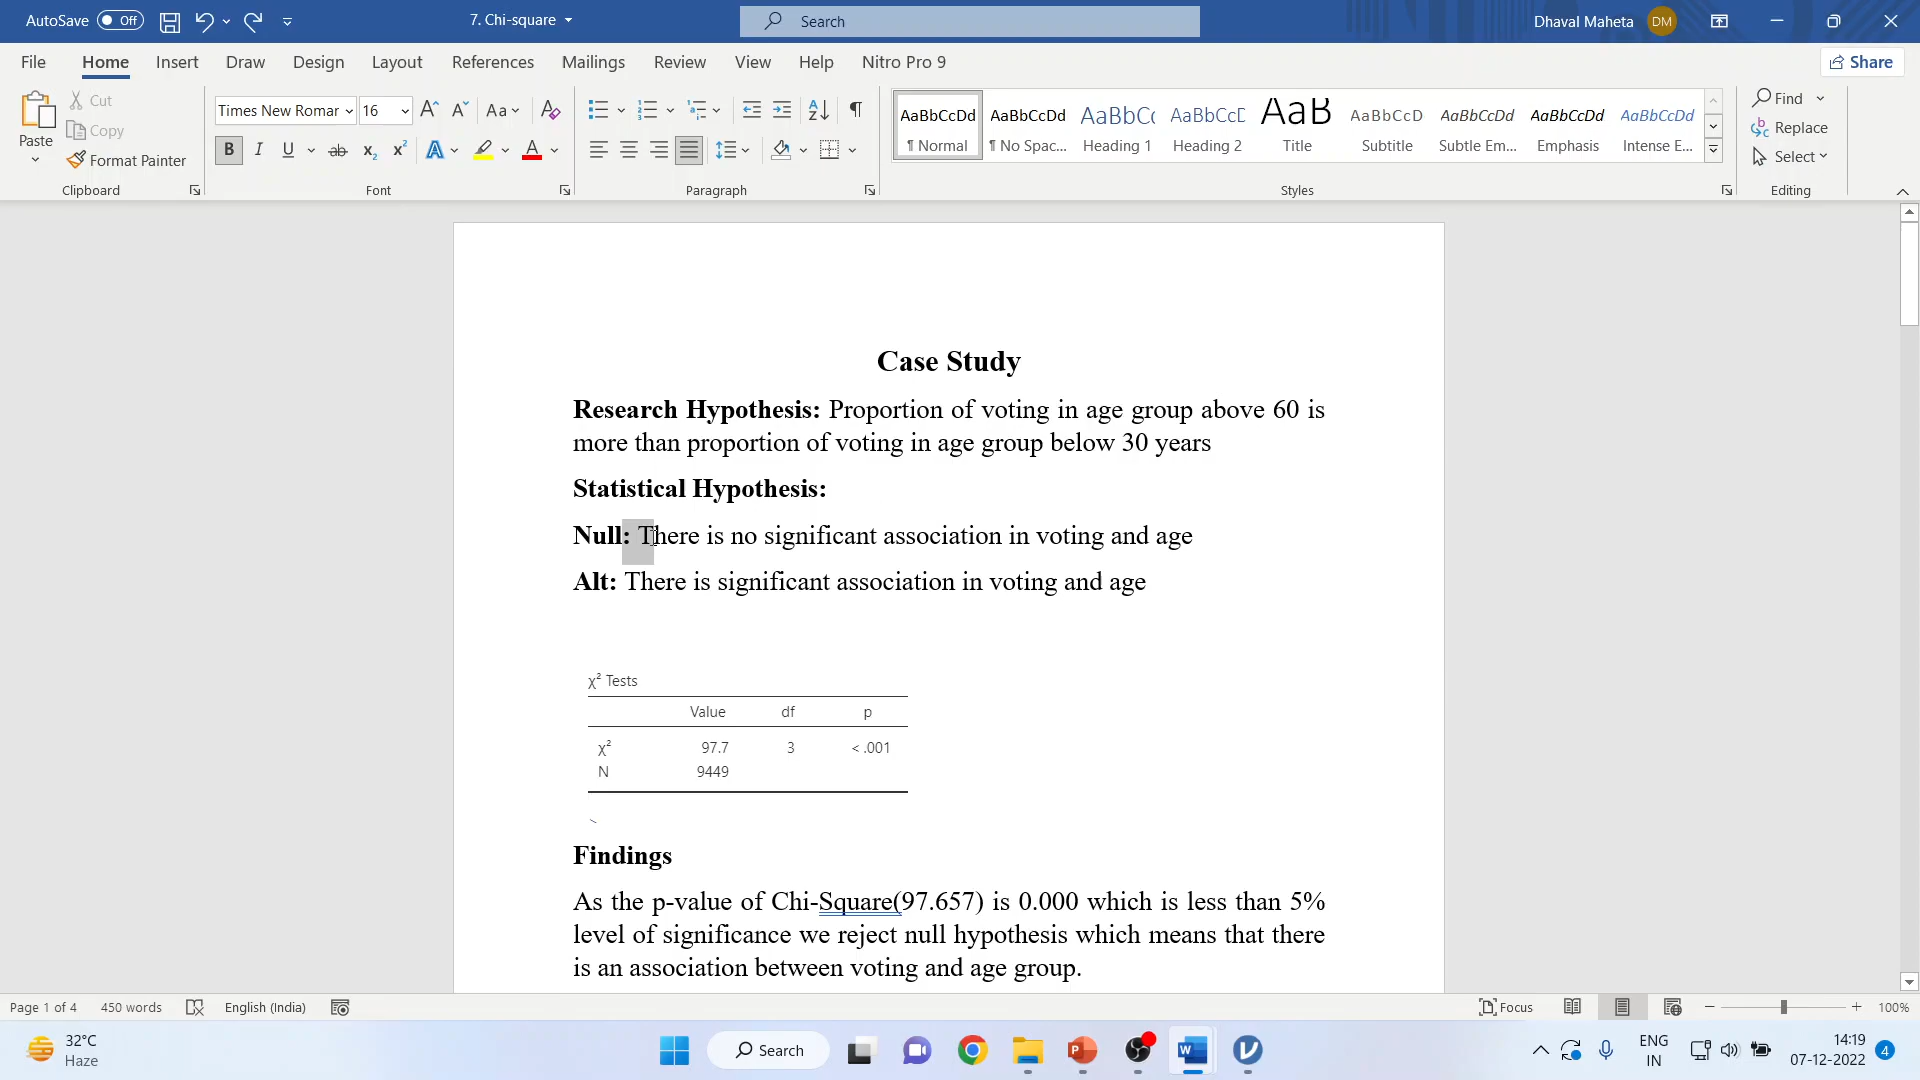 AutoSave Off 7. Chi-square Search Dhaval Maheta DM
File Home Insert Draw Design Layout References Mailings Review View Help Nitro Pro 9 Share
Paste
Cut
Copy
Format Painter
Clipboard
Times New Romar 16
Font
Paragraph
AaBbCcDd AaBbCcDd AaBbCc AaBbCcD AaB AaBbCcD AaBbCcDd AaBbCcDd AaBbCcDd
¶ Normal ¶ No Spac... Heading 1 Heading 2 Title Subtitle Subtle Em... Emphasis Intense E...
Styles
Find
Replace
Select
Editing
Case Study
Research Hypothesis: Proportion of voting in age group above 60 is
more than proportion of voting in age group below 30 years
Statistical Hypothesis:
Null: There is no significant association in voting and age
Alt: There is significant association in voting and age
χ² Tests
Value df p
χ² 97.7 3 < .001
N 9449
Findings
As the p-value of Chi-Square(97.657) is 0.000 which is less than 5%
level of significance we reject null hypothesis which means that there
is an association between voting and age group.
Page 1 of 4 450 words English (India) Focus 100%
32°C
Haze
Search
ENG
IN
14:19
07-12-2022
4